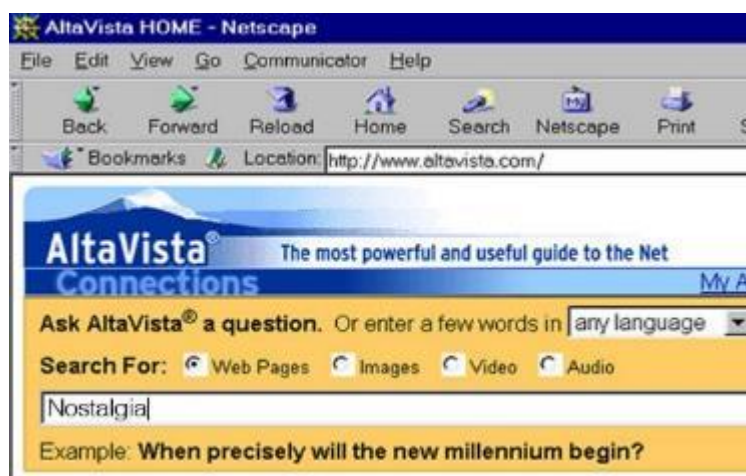 AltaVista HOME - Netscape
File Edit View Go Communicator Help
Back Forward Reload Home Search Netscape Print
Bookmarks Location: http://www.altavista.com/
AltaVista® The most powerful and useful guide to the Net
Connections My A
Ask AltaVista® a question. Or enter a few words in any language
Search For: Web Pages Images Video Audio
Nostalgia
Example: When precisely will the new millennium begin?